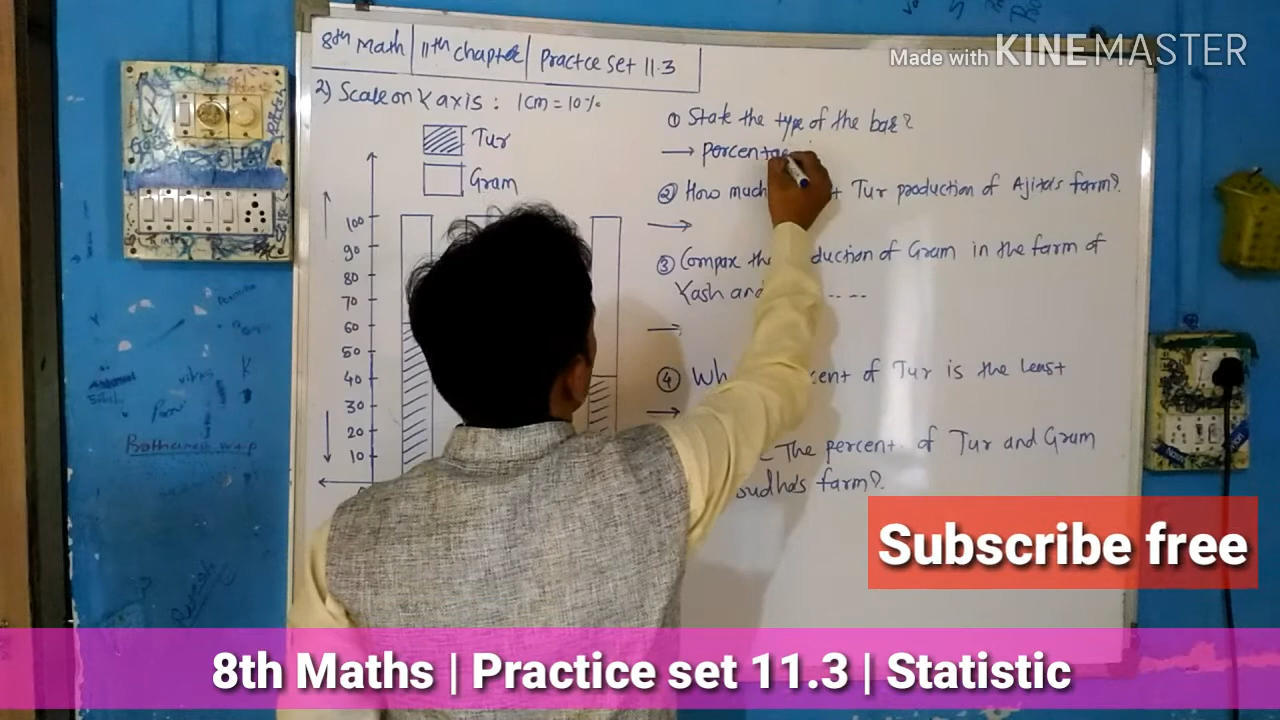 Made with KINEMASTER
8th Math | 11th chapter | Practce set 11.3
2) Scale on Y axis : 1cm = 10%
Tur
Gram
100
90
80
70
60
50
40
30
20
10
① State the type of the bar?
→ percentag
② How much Tur production of Ajita's farm?
→
③ Compare the duction of Gram in the farm of
Yash and -- --
→
④ Wh cent of Tur is the least
→
The percent of Tur and Gram
sudha's farm?
Subscribe free
8th Maths | Practice set 11.3 | Statistic